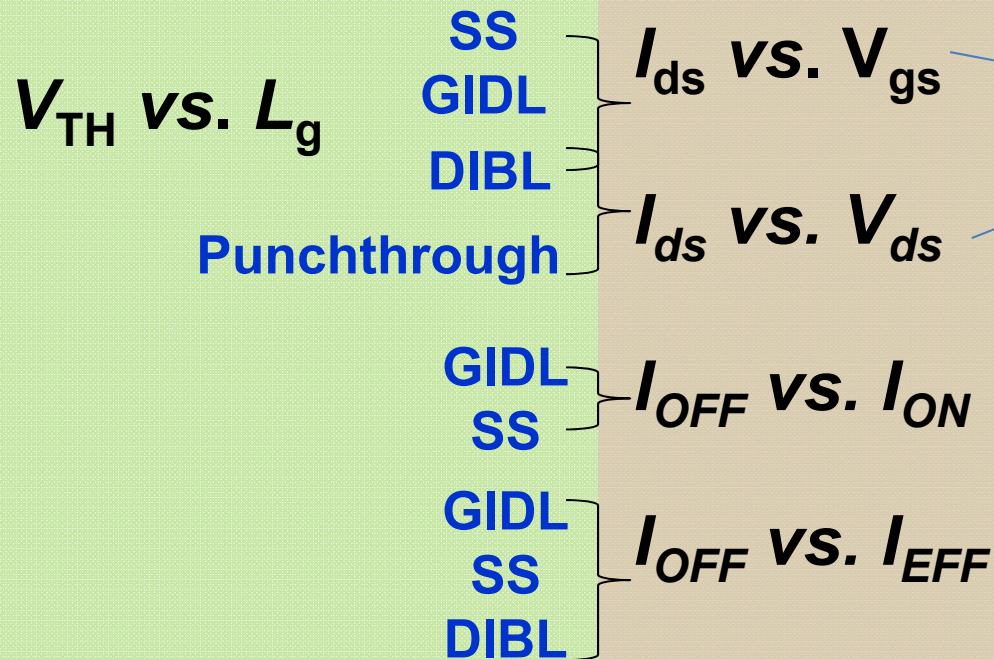 V_TH vs. L_g
SS
GIDL
DIBL
Punchthrough
GIDL
SS
GIDL
SS
DIBL
I_ds vs. V_gs
I_ds vs. V_ds
I_OFF vs. I_ON
I_OFF vs. I_EFF